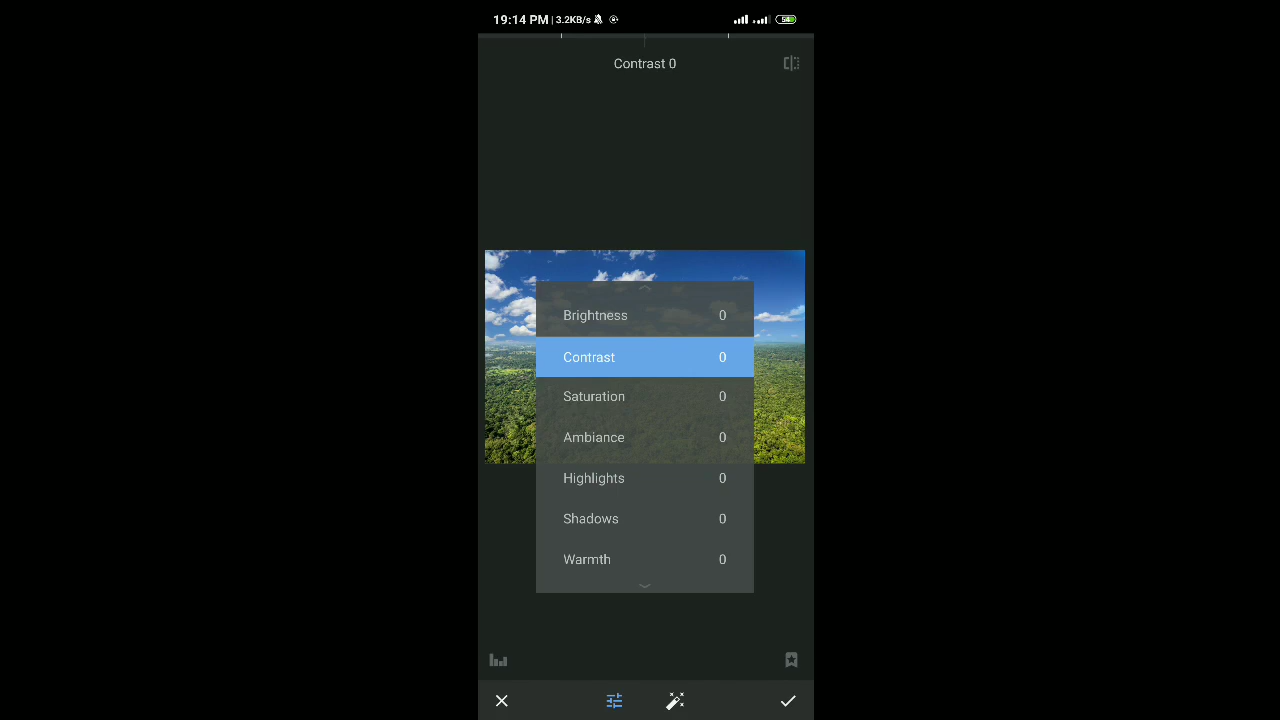 19:14 PM | 3.2KB/s 54
Contrast 0
Brightness 0
Contrast 0
Saturation 0
Ambiance 0
Highlights 0
Shadows 0
Warmth 0